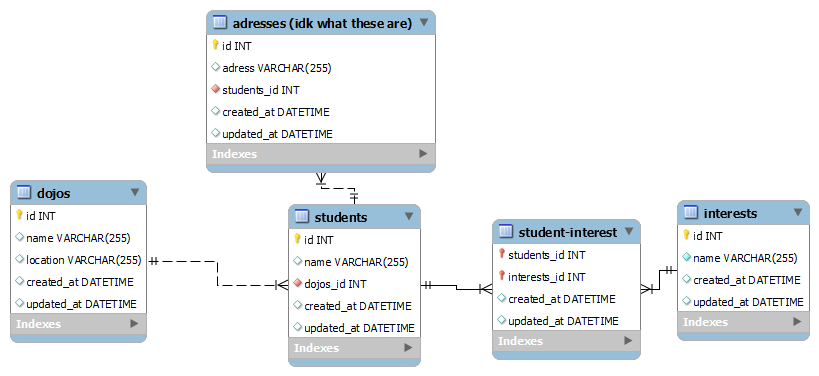 adresses (idk what these are)
id INT
adress VARCHAR(255)
students_id INT
created_at DATETIME
updated_at DATETIME
Indexes
dojos
id INT
name VARCHAR(255)
location VARCHAR(255)
created_at DATETIME
updated_at DATETIME
Indexes
students
id INT
name VARCHAR(255)
dojos_id INT
created_at DATETIME
updated_at DATETIME
Indexes
student-interest
students_id INT
interests_id INT
created_at DATETIME
updated_at DATETIME
Indexes
interests
id INT
name VARCHAR(255)
created_at DATETIME
updated_at DATETIME
Indexes